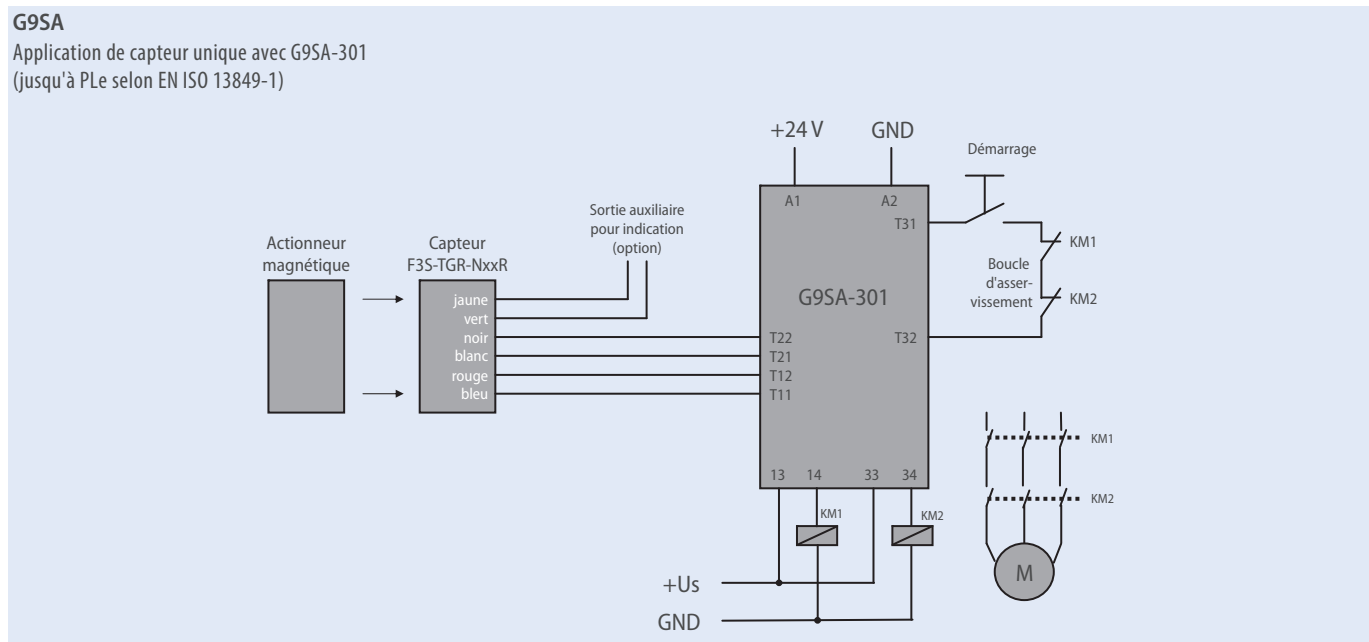 G9SA
Application de capteur unique avec G9SA-301
(jusqu'à PLe selon EN ISO 13849-1)
+24 V
GND
Démarrage
A1
A2
T31
Sortie auxiliaire
pour indication
(option)
Actionneur
magnétique
Capteur
F3S-TGR-NxxR
KM1
Boucle
d'asser-
vissement
KM2
G9SA-301
jaune
vert
noir
blanc
rouge
bleu
T22
T21
T12
T11
T32
KM1
KM2
13
14
33
34
KM1
KM2
M
+Us
GND